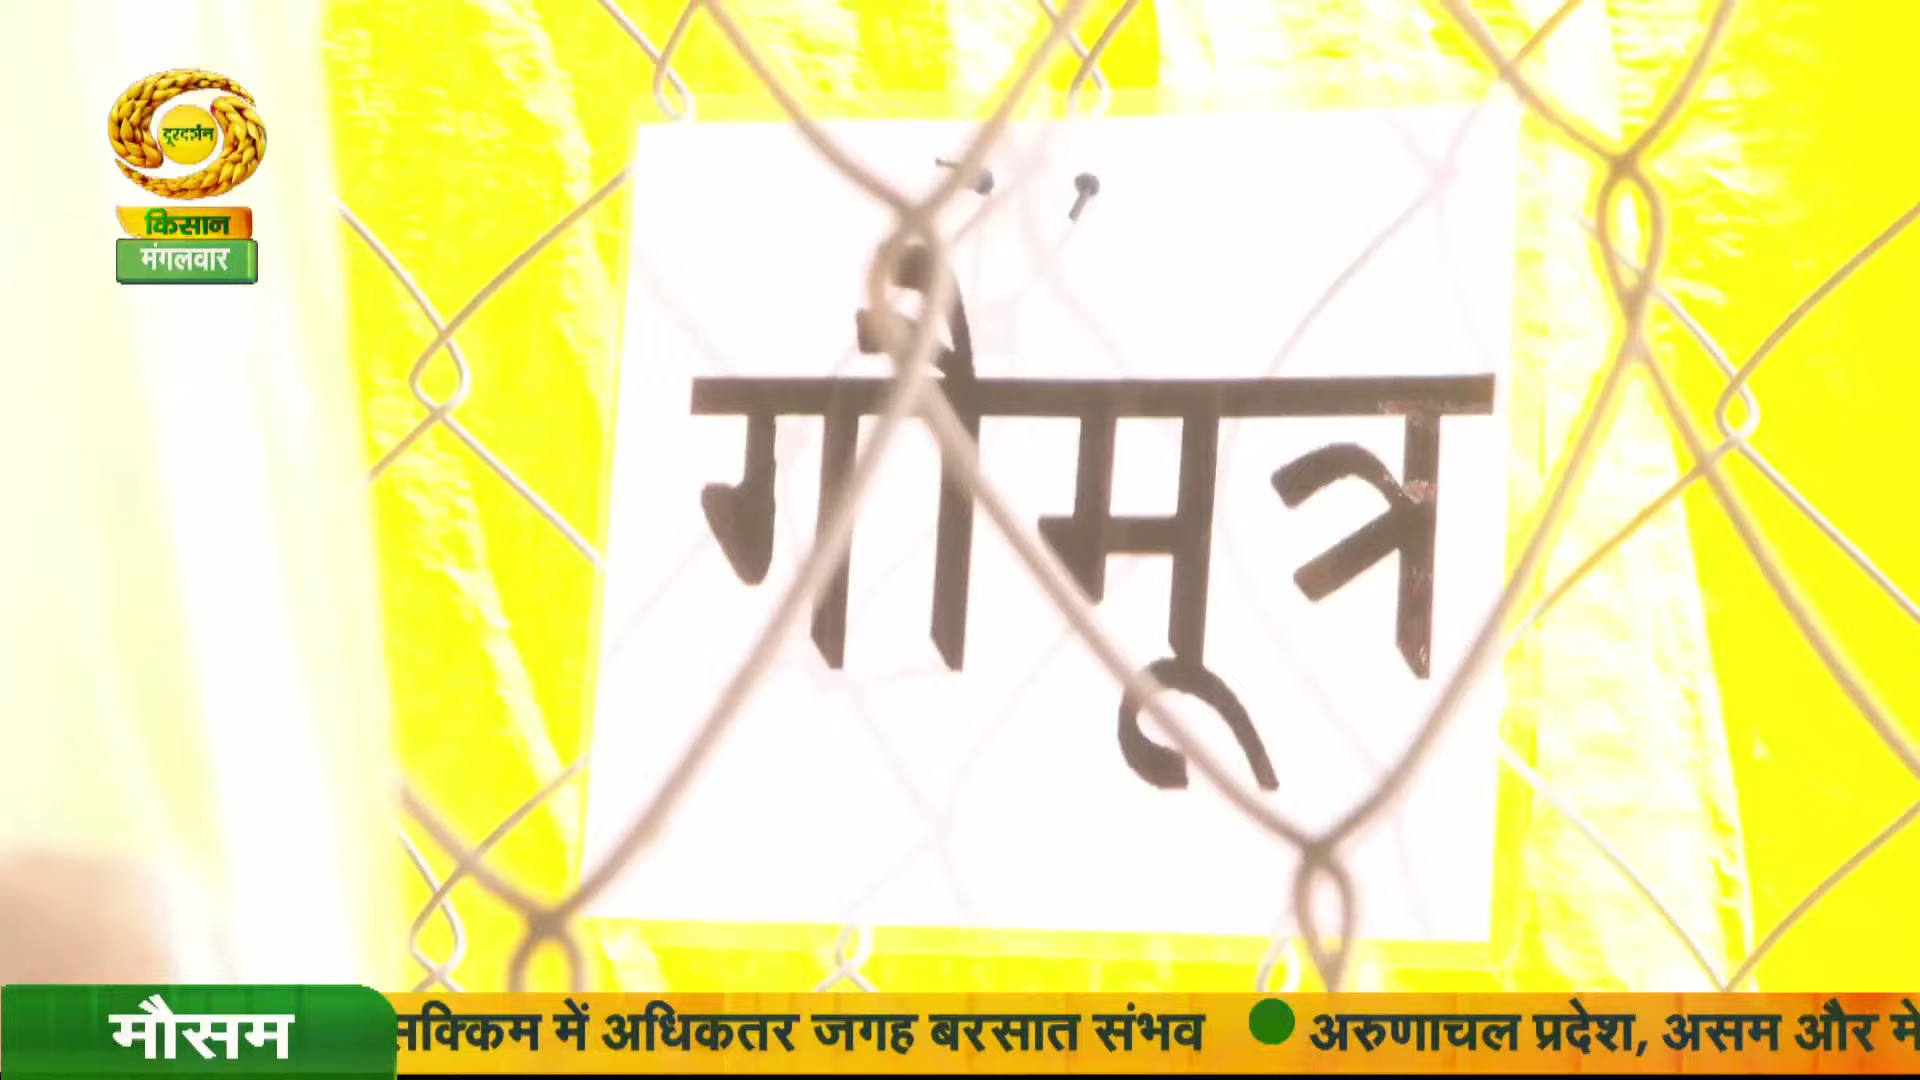 दूरदर्शन
किसान
मंगलवार
गौमूत्र
मौसम
में अधिकतर जगह बरसात संभव
अरुणाचल प्रदेश, असम और